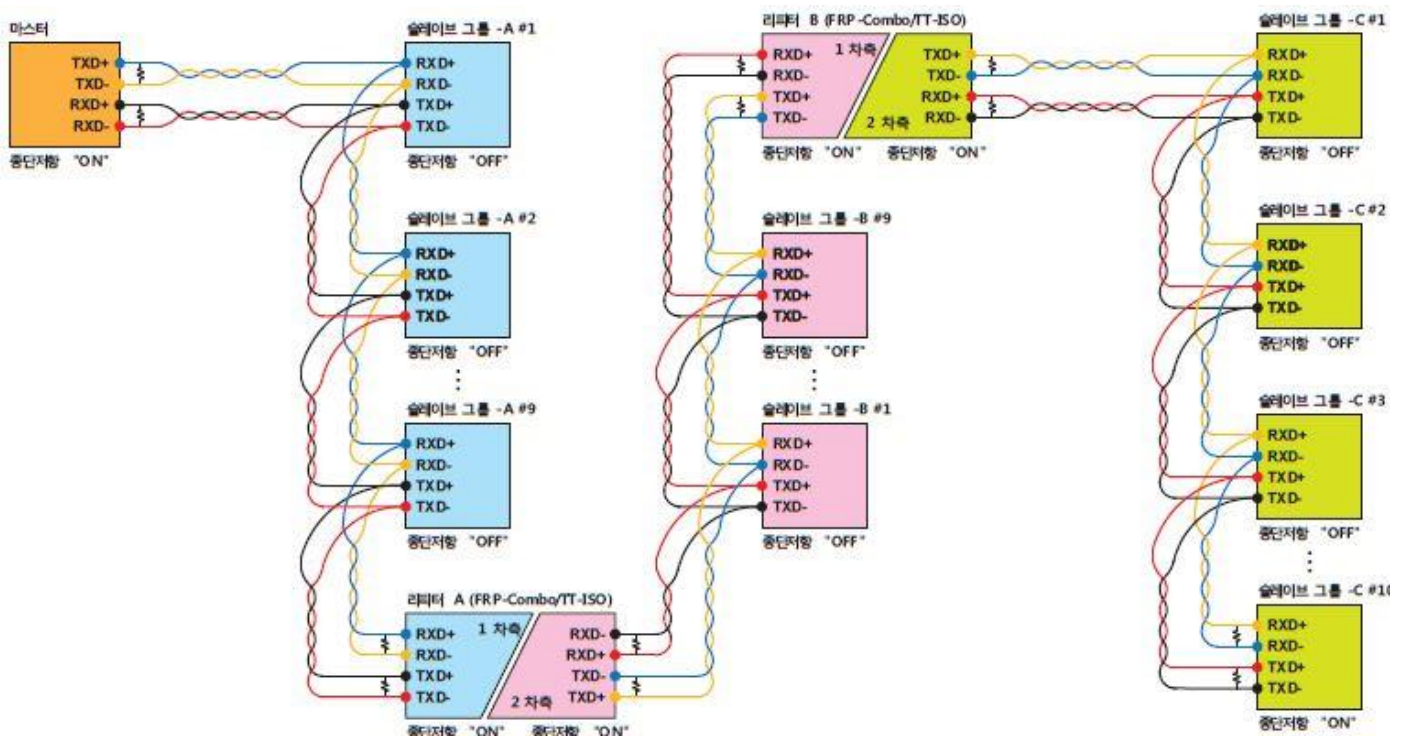 마스터
TXD+
TXD-
RXD+
RXD-
종단저항 "ON"
슬레이브 그룹 -A #1
RXD+
RXD-
TXD+
TXD-
종단저항 "OFF"
슬레이브 그룹 -A #2
RXD+
RXD-
TXD+
TXD-
종단저항 "OFF"
슬레이브 그룹 -A #9
RXD+
RXD-
TXD+
TXD-
종단저항 "OFF"
리피터 A (FRP-Combo/TT-ISO)
1 차측
RXD+
RXD-
TXD+
TXD-
2 차측
RXD-
RXD+
TXD-
TXD+
종단저항 "ON" 종단저항 "ON"
리피터 B (FRP-Combo/TT-ISO)
1 차측
RXD+
RXD-
TXD+
TXD-
2 차측
TXD+
TXD-
RXD+
RXD-
종단저항 "ON" 종단저항 "ON"
슬레이브 그룹 -B #9
RXD+
RXD-
TXD+
TXD-
종단저항 "OFF"
슬레이브 그룹 -B #1
RXD+
RXD-
TXD+
TXD-
종단저항 "OFF"
슬레이브 그룹 -C #1
RXD+
RXD-
TXD+
TXD-
종단저항 "OFF"
슬레이브 그룹 -C #2
RXD+
RXD-
TXD+
TXD-
종단저항 "OFF"
슬레이브 그룹 -C #3
RXD+
RXD-
TXD+
TXD-
종단저항 "OFF"
슬레이브 그룹 -C #10
RXD+
RXD-
TXD+
TXD-
종단저항 "ON"